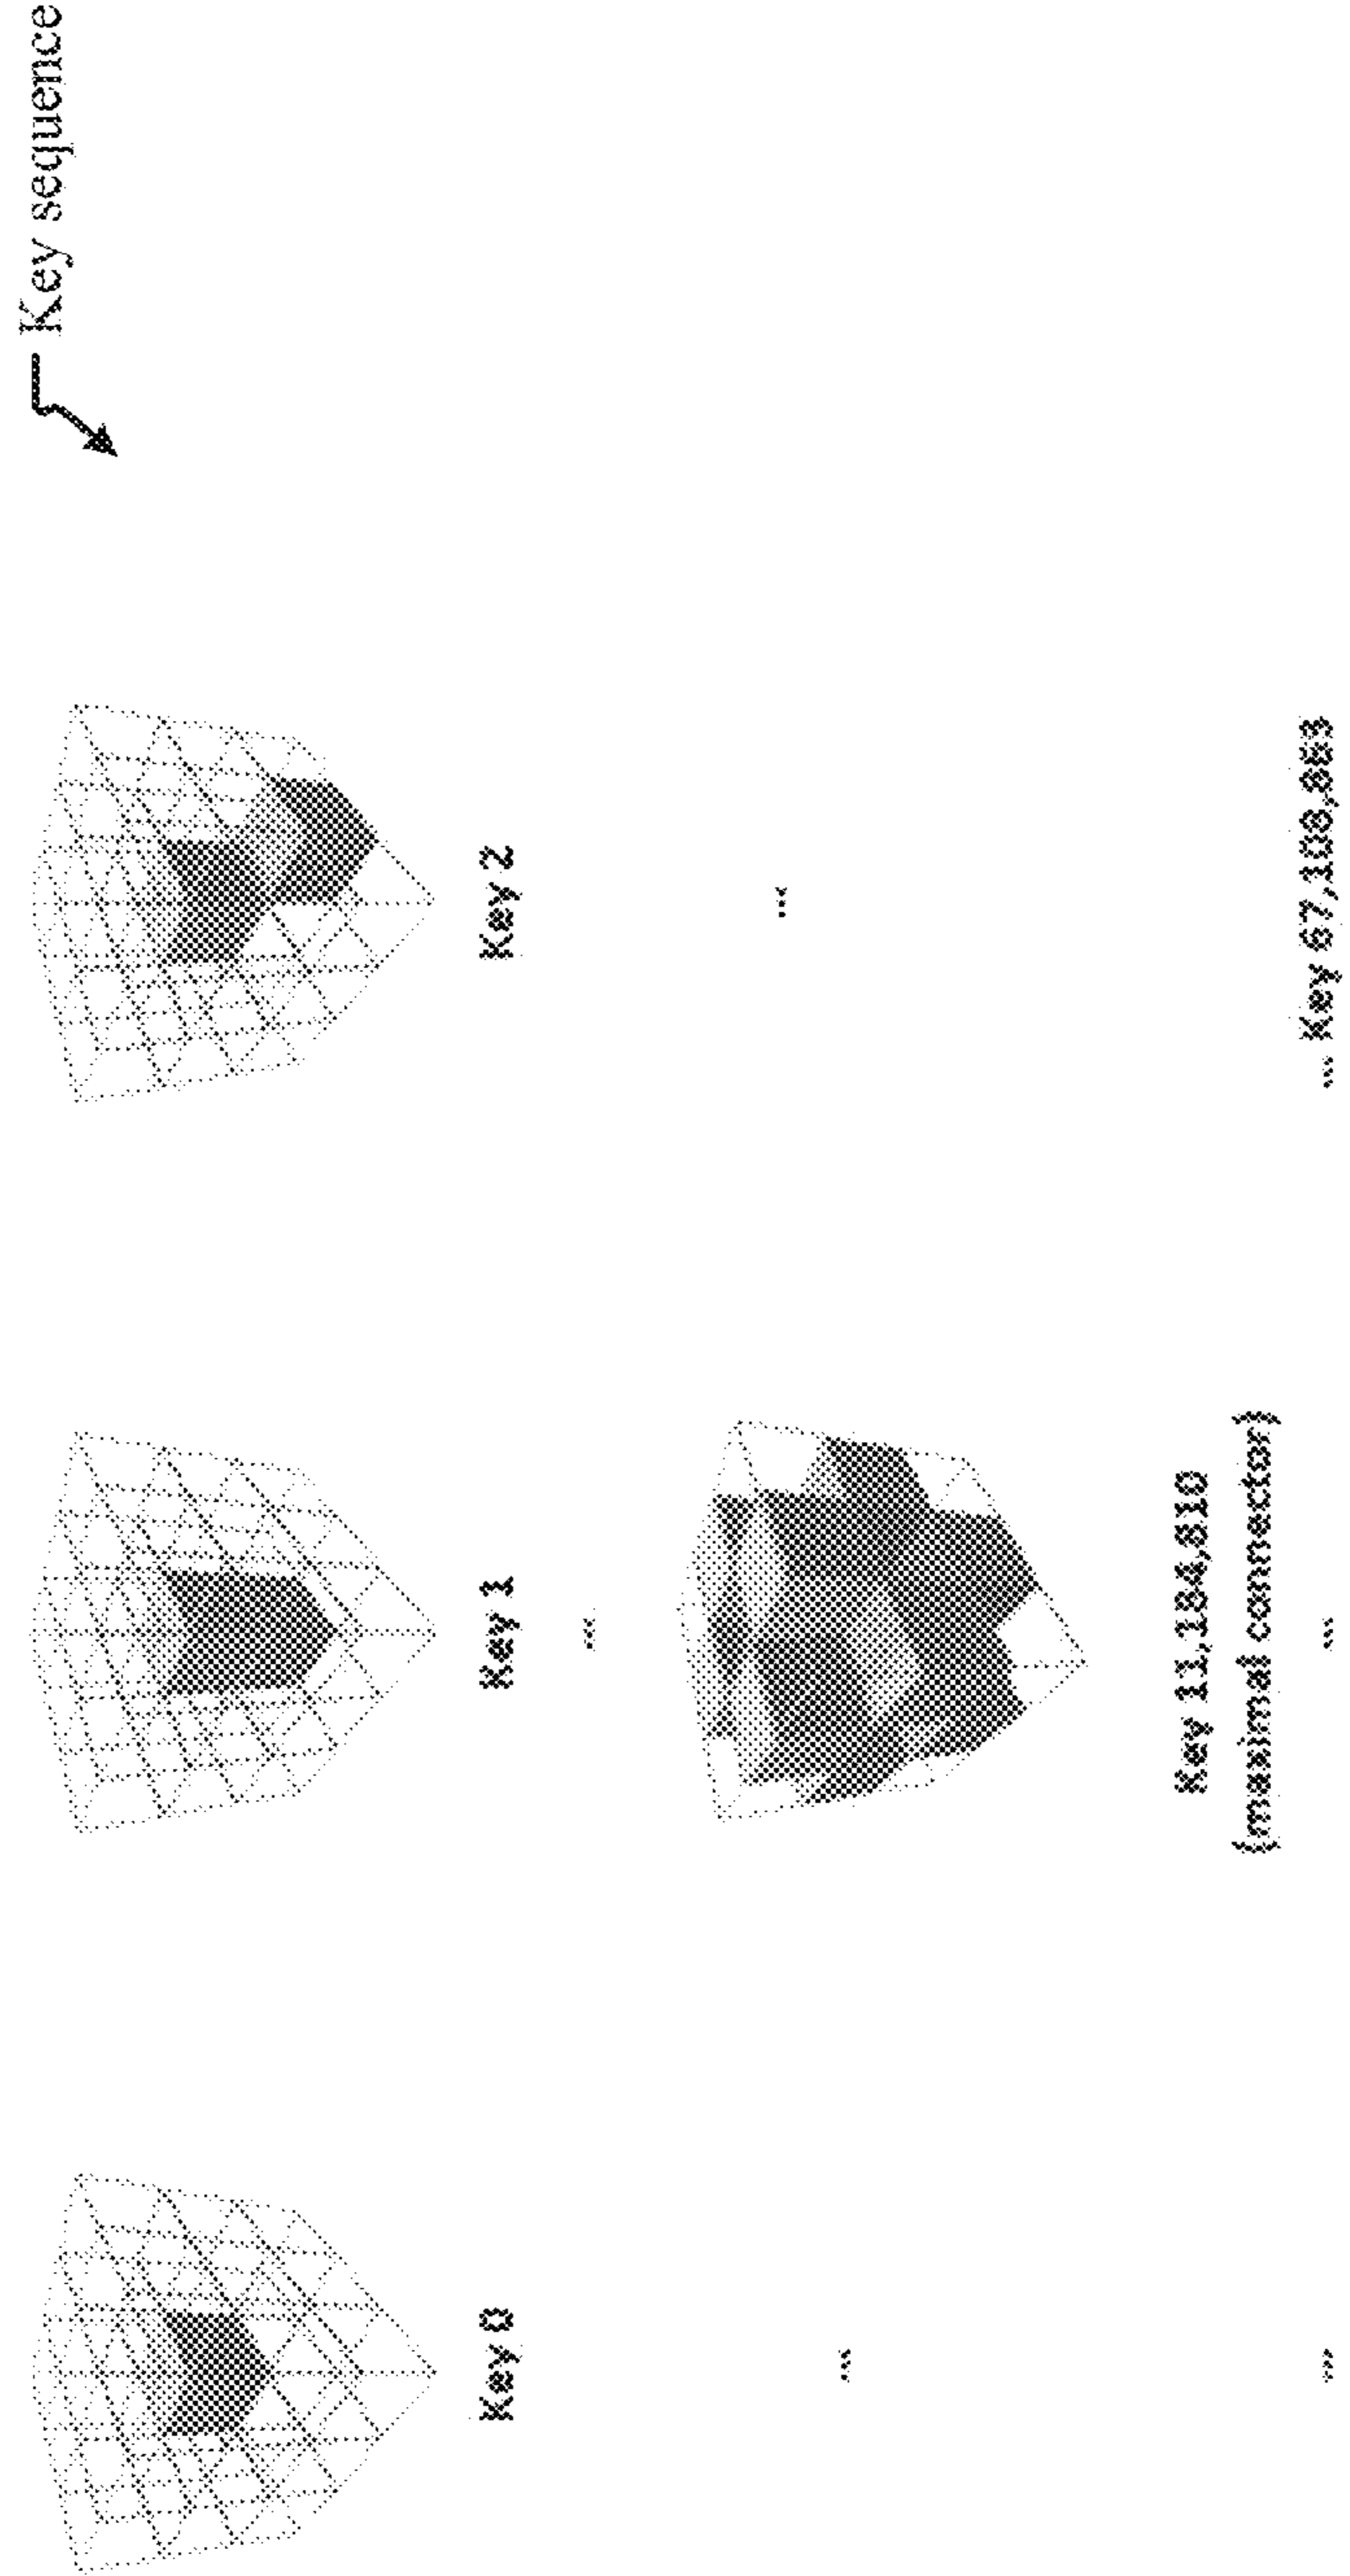 Key sequence
Key 0
Key 1
Key 2
...
...
...
Key 11,184,810
(maximal connector)
...
...
... Key 67,108,863